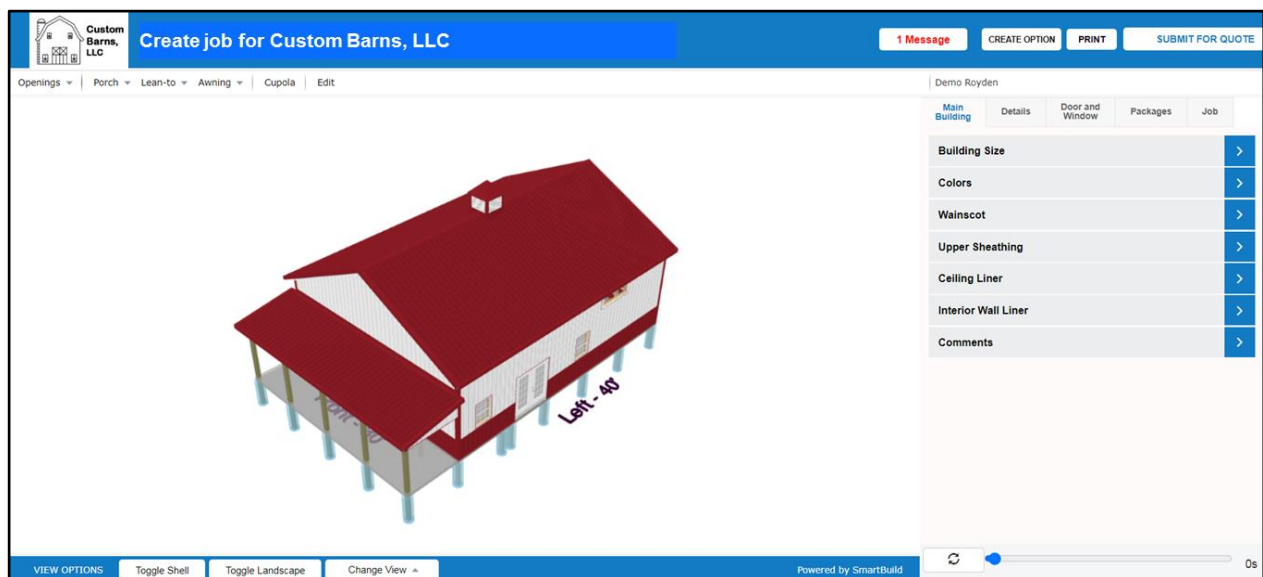 Custom
Barns,
LLC
Create job for Custom Barns, LLC
1 Message
CREATE OPTION
PRINT
SUBMIT FOR QUOTE
Openings
Porch
Lean-to
Awning
Cupola
Edit
Demo Royden
Main
Building
Details
Door and
Window
Packages
Job
Building Size
Colors
Wainscot
Upper Sheathing
Ceiling Liner
Interior Wall Liner
Comments
Left - 40'
VIEW OPTIONS
Toggle Shell
Toggle Landscape
Change View
Powered by SmartBuild
0s